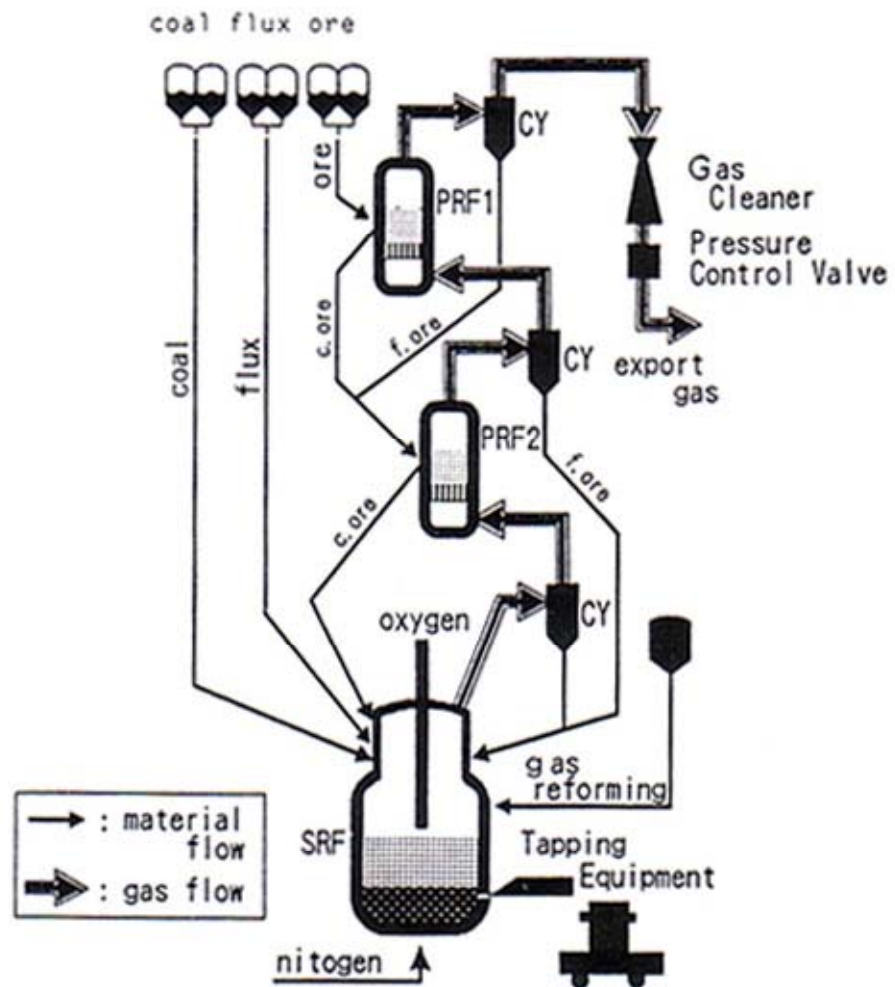 coal flux ore
CY
ore
PRF1
Gas
Cleaner
Pressure
Control Valve
c.ore
f.ore
coal
flux
CY
export
gas
PRF2
f.ore
c.ore
oxygen
CY
gas
reforming
→ : material
flow
SRF
Tapping
Equipment
: gas flow
nitogen